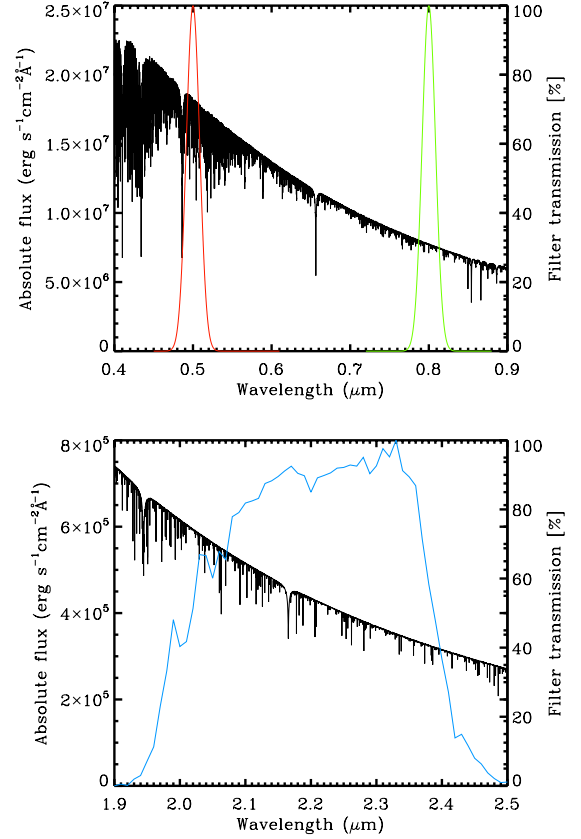 2.5×10⁷
2.0×10⁷
1.5×10⁷
1.0×10⁷
5.0×10⁶
0
Absolute flux (erg s⁻¹cm⁻²Å⁻¹)
100
80
60
40
20
0
Filter transmission [%]
0.4 0.5 0.6 0.7 0.8 0.9
Wavelength (μm)
8×10⁵
6×10⁵
4×10⁵
2×10⁵
0
Absolute flux (erg s⁻¹cm⁻²Å⁻¹)
100
80
60
40
20
0
Filter transmission [%]
1.9 2.0 2.1 2.2 2.3 2.4 2.5
Wavelength (μm)